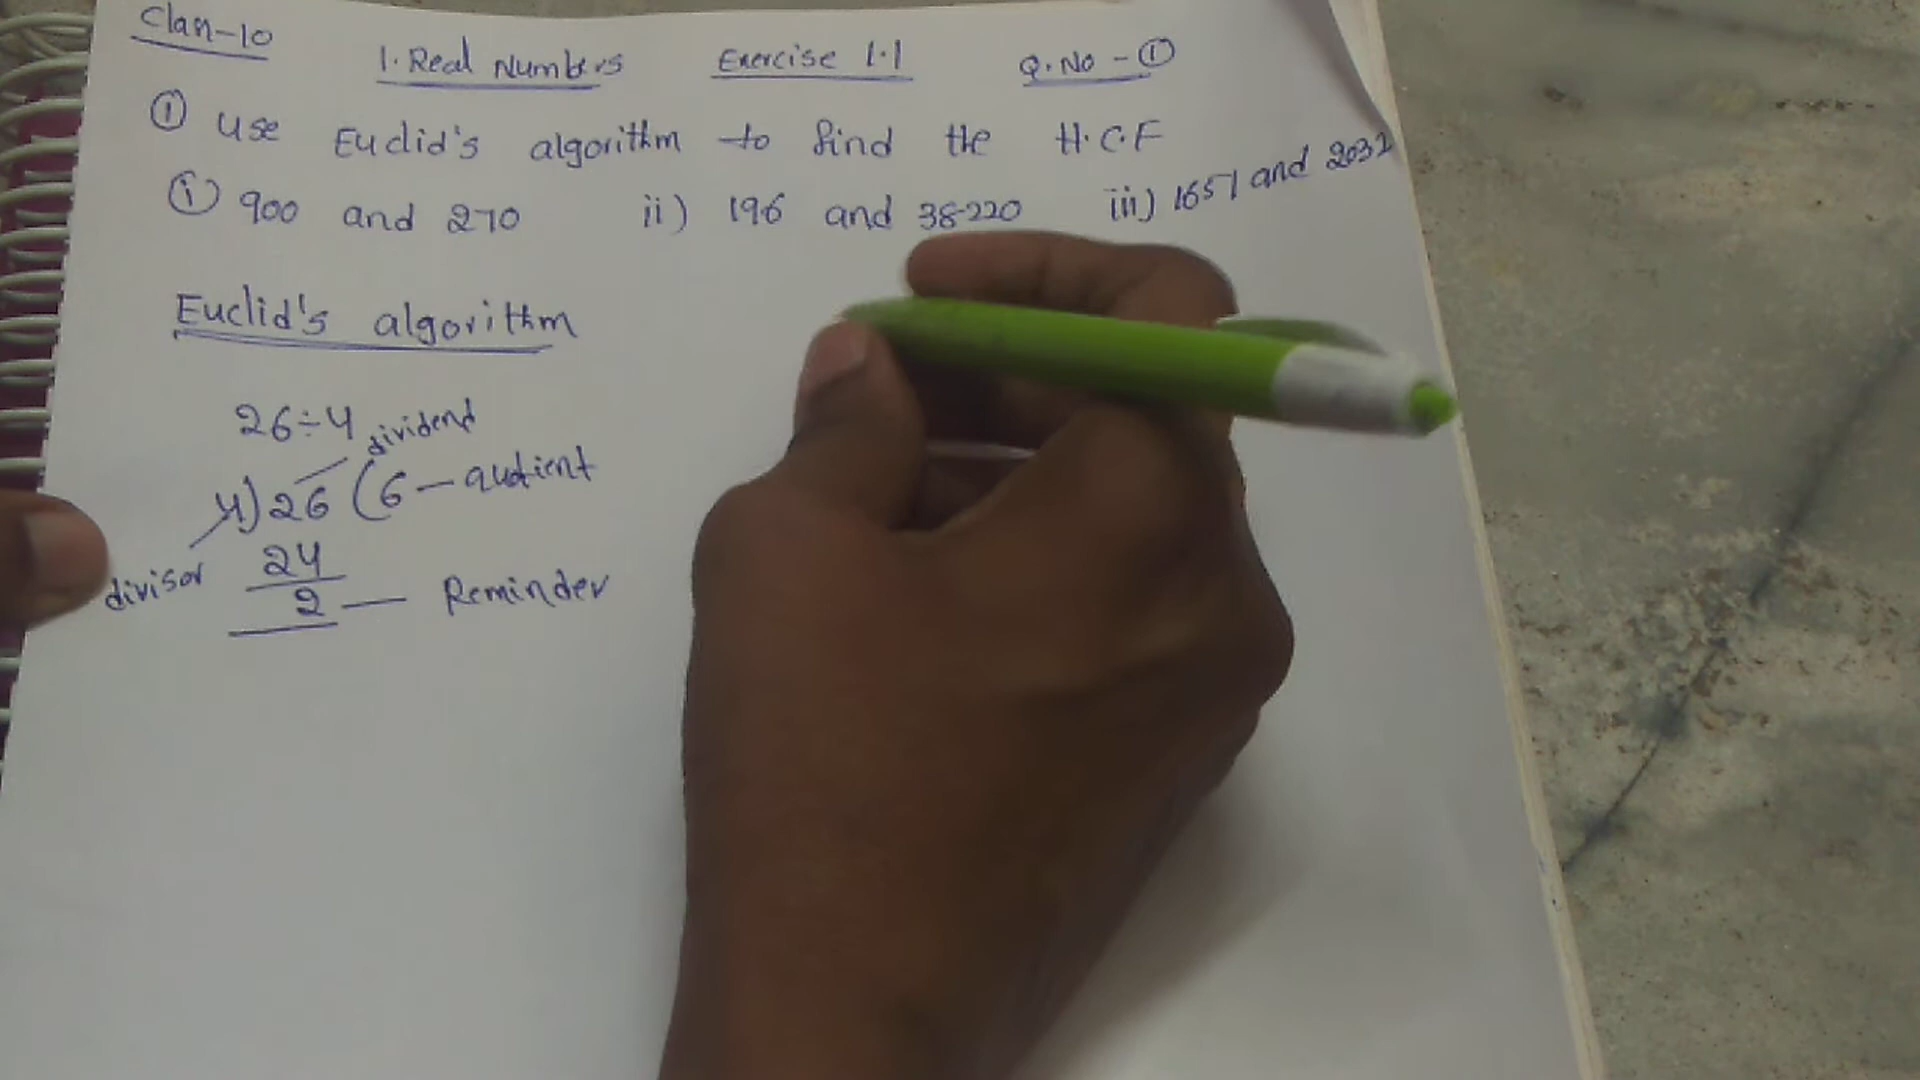 Class-10
1. Real Numbers Exercise 1.1 Q.No - ①
① Use Euclid's algorithm to find the H.C.F
ⓘ 900 and 270 ii) 196 and 38220 iii) 1651 and 2032
Euclid's algorithm
26÷4
dividend
4) 26 (6 — quotient
24
divisor
2 — Reminder